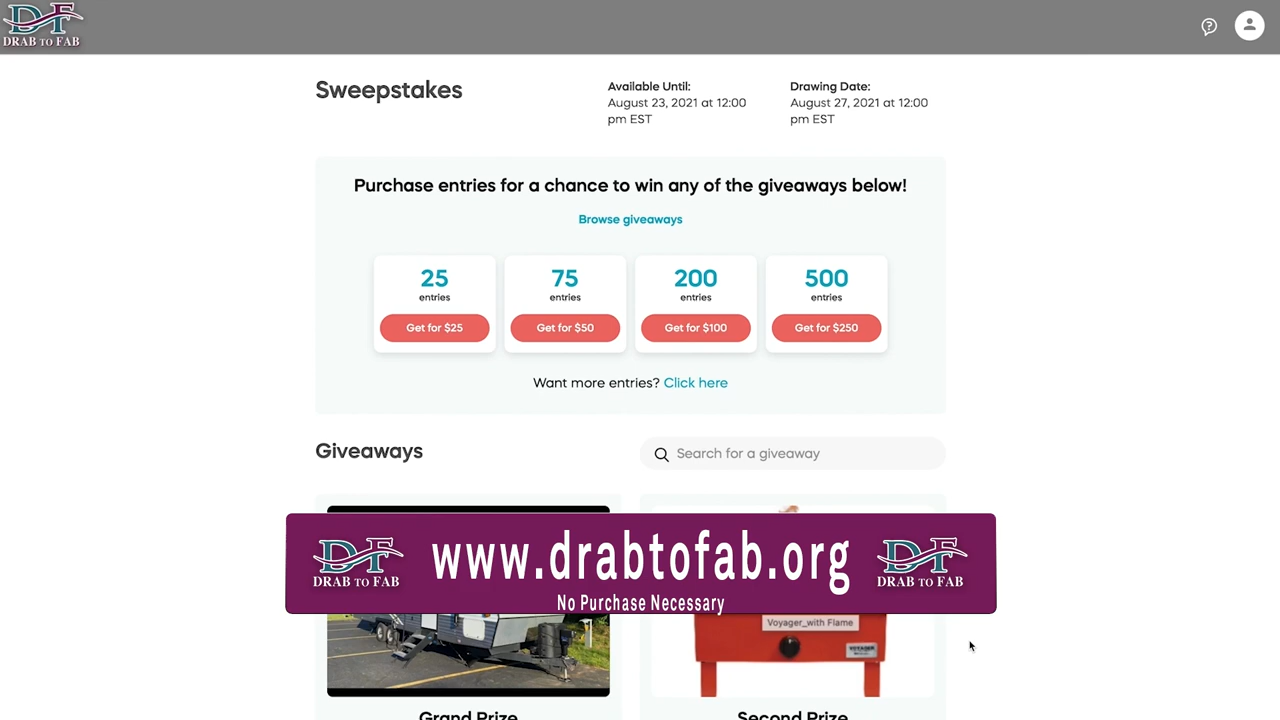 DF
DRAB TO FAB
Sweepstakes
Available Until:
August 23, 2021 at 12:00
pm EST
Drawing Date:
August 27, 2021 at 12:00
pm EST
Purchase entries for a chance to win any of the giveaways below!
Browse giveaways
25
entries
Get for $25
75
entries
Get for $50
200
entries
Get for $100
500
entries
Get for $250
Want more entries? Click here
Giveaways
Search for a giveaway
DF
DRAB TO FAB
www.drabtofab.org
No Purchase Necessary
DF
DRAB TO FAB
Voyager_with Flame
VOYAGER
Grand Prize
Second Prize